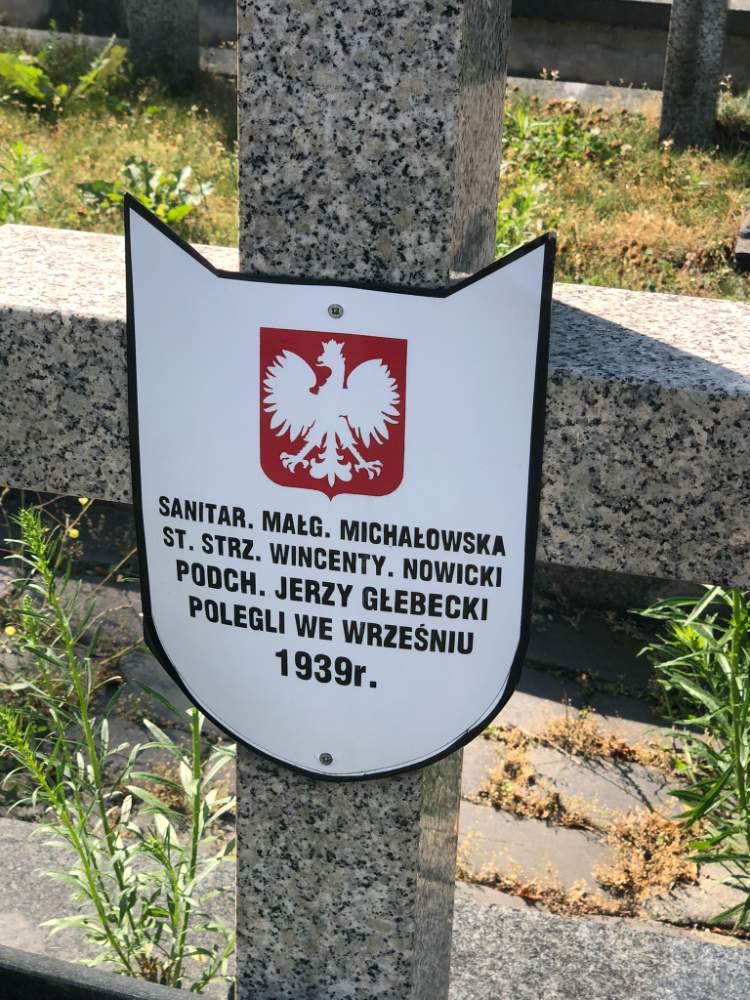 SANITAR. MAŁG. MICHAŁOWSKA
ST. STRZ. WINCENTY. NOWICKI
PODCH. JERZY GŁEBECKI
POLEGLI WE WRZEŚNIU
1939r.